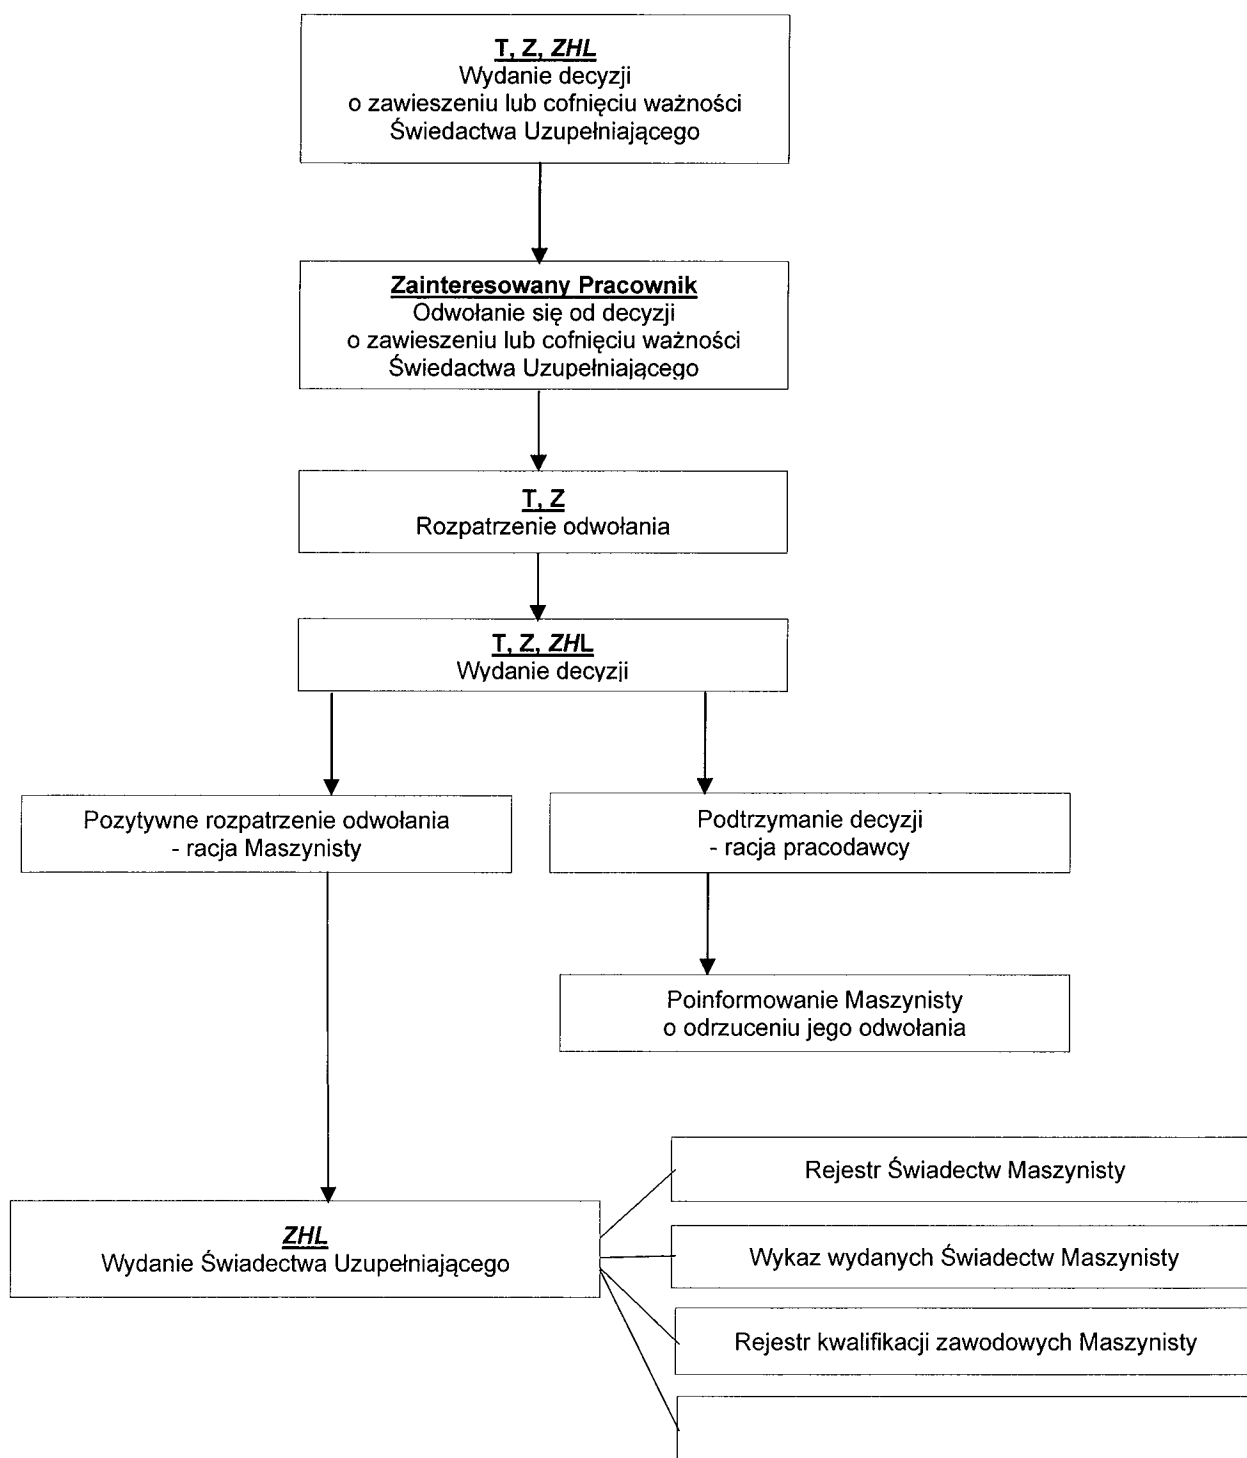 T, Z, ZHL
Wydanie decyzji
o zawieszeniu lub cofnięciu ważności
Świedactwa Uzupełniającego
Zainteresowany Pracownik
Odwołanie się od decyzji
o zawieszeniu lub cofnięciu ważności
Świedactwa Uzupełniającego
T, Z
Rozpatrzenie odwołania
T, Z, ZHL
Wydanie decyzji
Pozytywne rozpatrzenie odwołania
- racja Maszynisty
Podtrzymanie decyzji
- racja pracodawcy
Poinformowanie Maszynisty
o odrzuceniu jego odwołania
ZHL
Wydanie Świadectwa Uzupełniającego
Rejestr Świadectw Maszynisty
Wykaz wydanych Świadectw Maszynisty
Rejestr kwalifikacji zawodowych Maszynisty